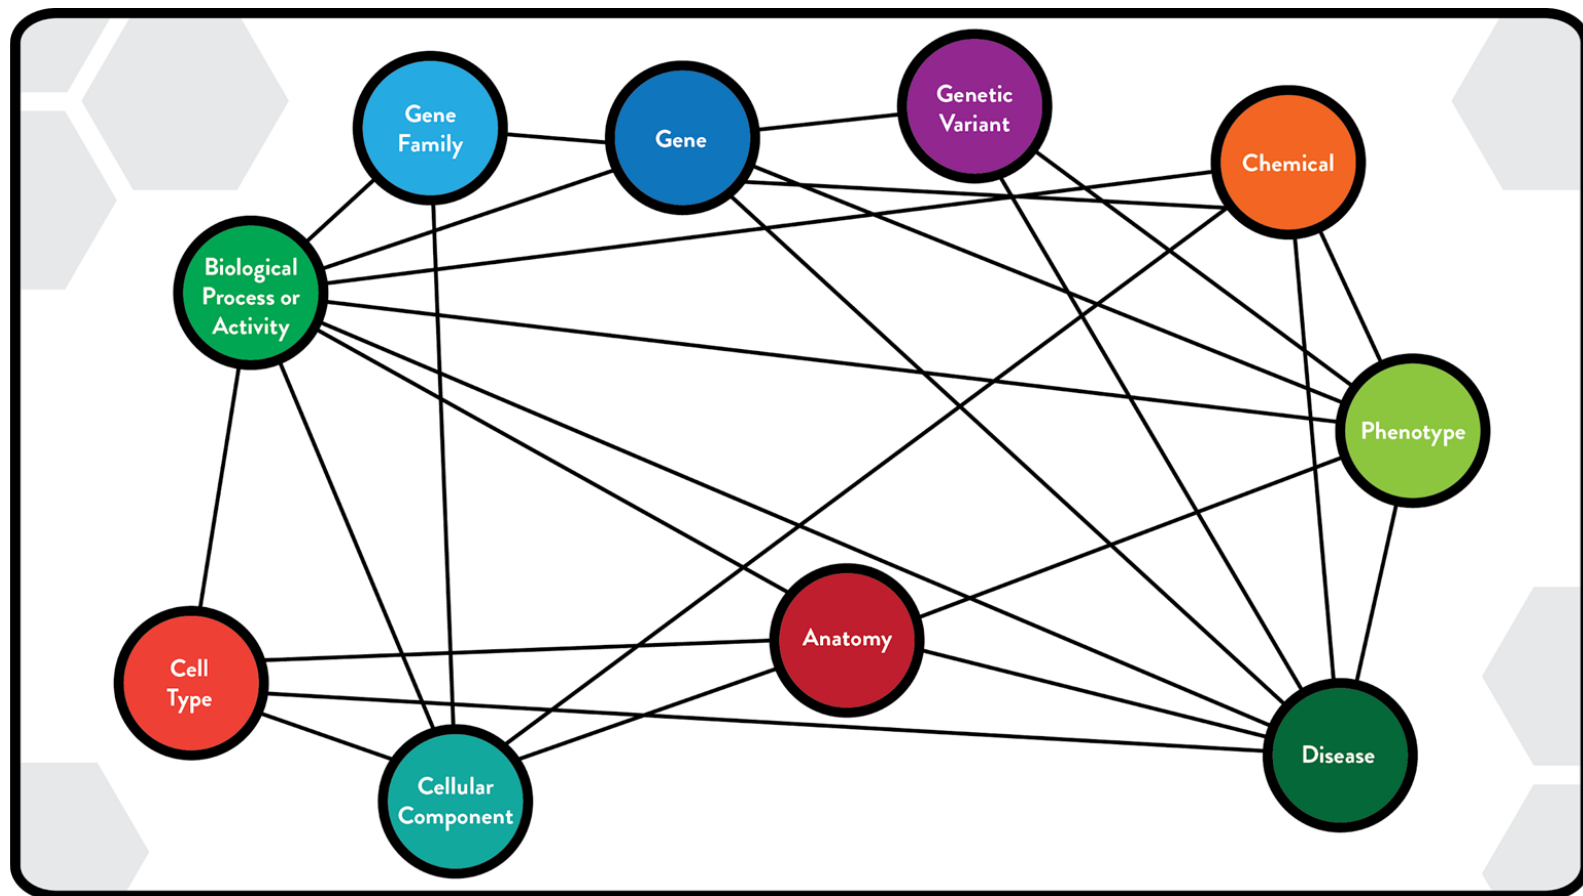 Gene
Family
Gene
Genetic
Variant
Chemical
Biological
Process or
Activity
Phenotype
Anatomy
Cell
Type
Cellular
Component
Disease